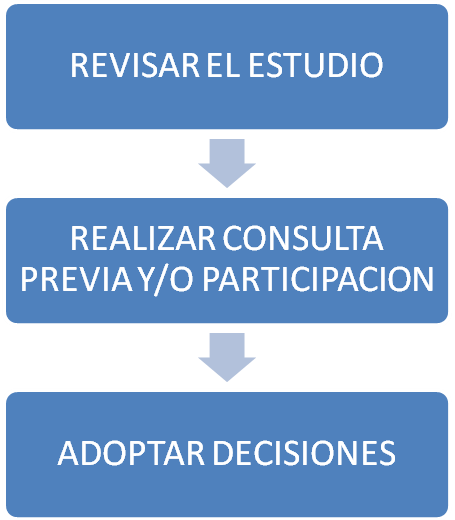 REVISAR EL ESTUDIO
REALIZAR CONSULTA
PREVIA Y/O PARTICIPACION
ADOPTAR DECISIONES